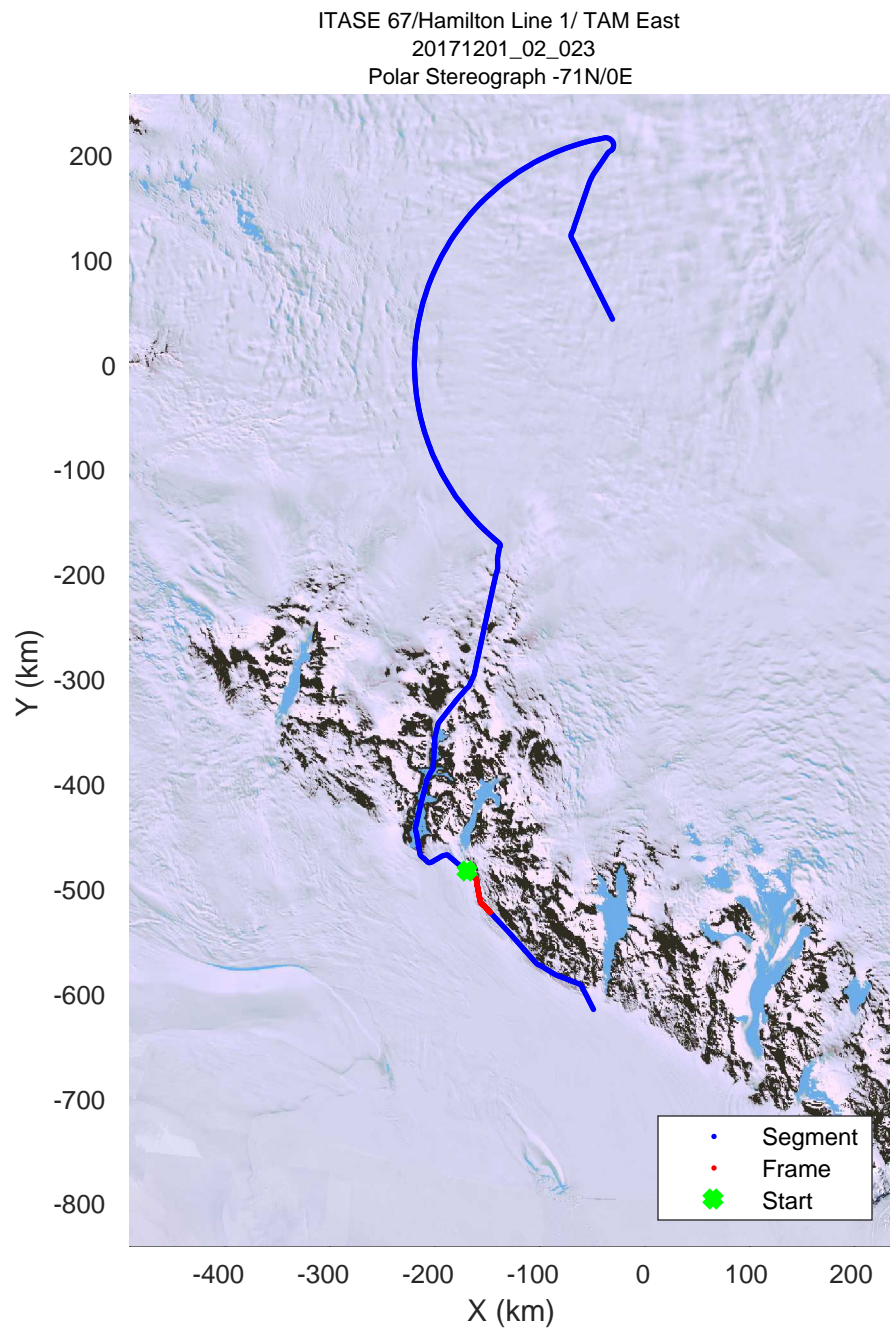 ITASE 67/Hamilton Line 1/ TAM East
20171201_02_023
Polar Stereograph -71N/0E
200
100
0
-100
-200
-300
-400
-500
-600
-700
-800
Y (km)
Segment
Frame
Start
-400
-300
-200
-100
0
100
200
X (km)